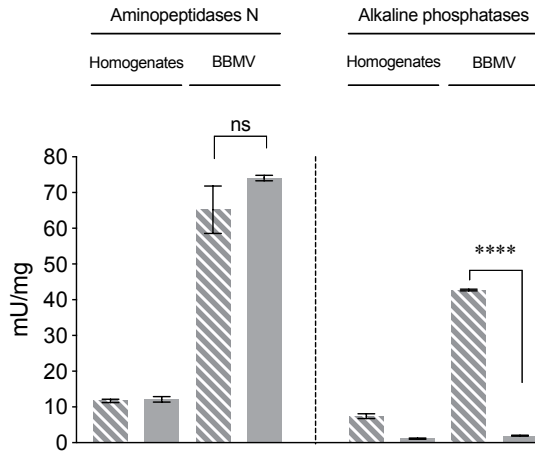 Aminopeptidases N Alkaline phosphatases
Homogenates BBMV Homogenates BBMV
ns
80
70
60
****
50
40
30
20
10
0
mU/mg